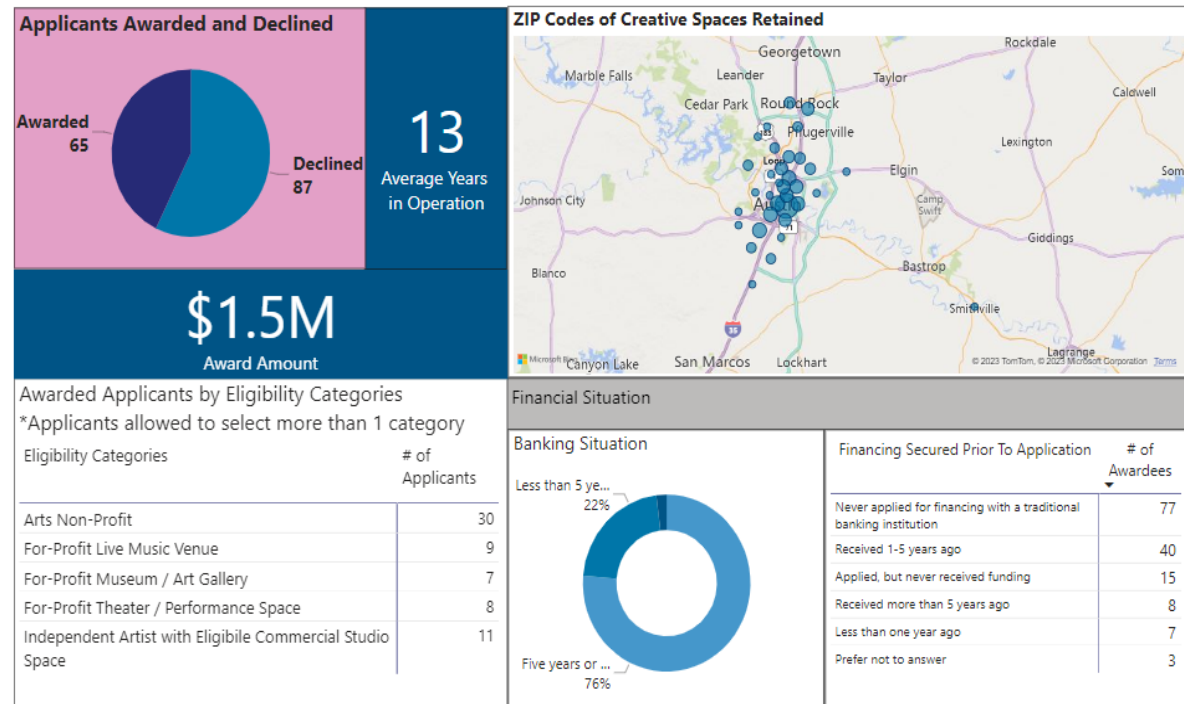 Applicants Awarded and Declined
Awarded
65
Declined
87
13
Average Years
in Operation
$1.5M
Award Amount
ZIP Codes of Creative Spaces Retained
Georgetown
Rockdale
Marble Falls
Leander
Taylor
Caldwell
Cedar Park
Round Rock
Pflugerville
Lexington
Elgin
Som
Johnson City
Camp
Swift
71
Giddings
Blanco
Bastrop
Smithville
35
Lagrange
Microsoft Bing
Canyon Lake
San Marcos
Lockhart
© 2023 TomTom, © 2023 Microsoft Corporation Terms
Awarded Applicants by Eligibility Categories
*Applicants allowed to select more than 1 category
Eligibility Categories
# of
Applicants
Arts Non-Profit 30
For-Profit Live Music Venue 9
For-Profit Museum / Art Gallery 7
For-Profit Theater / Performance Space 8
Independent Artist with Eligibile Commercial Studio 11
Space
Financial Situation
Banking Situation
Less than 5 ye...
22%
Five years or ...
76%
Financing Secured Prior To Application
# of
Awardees
Never applied for financing with a traditional 77
banking institution
Received 1-5 years ago 40
Applied, but never received funding 15
Received more than 5 years ago 8
Less than one year ago 7
Prefer not to answer 3